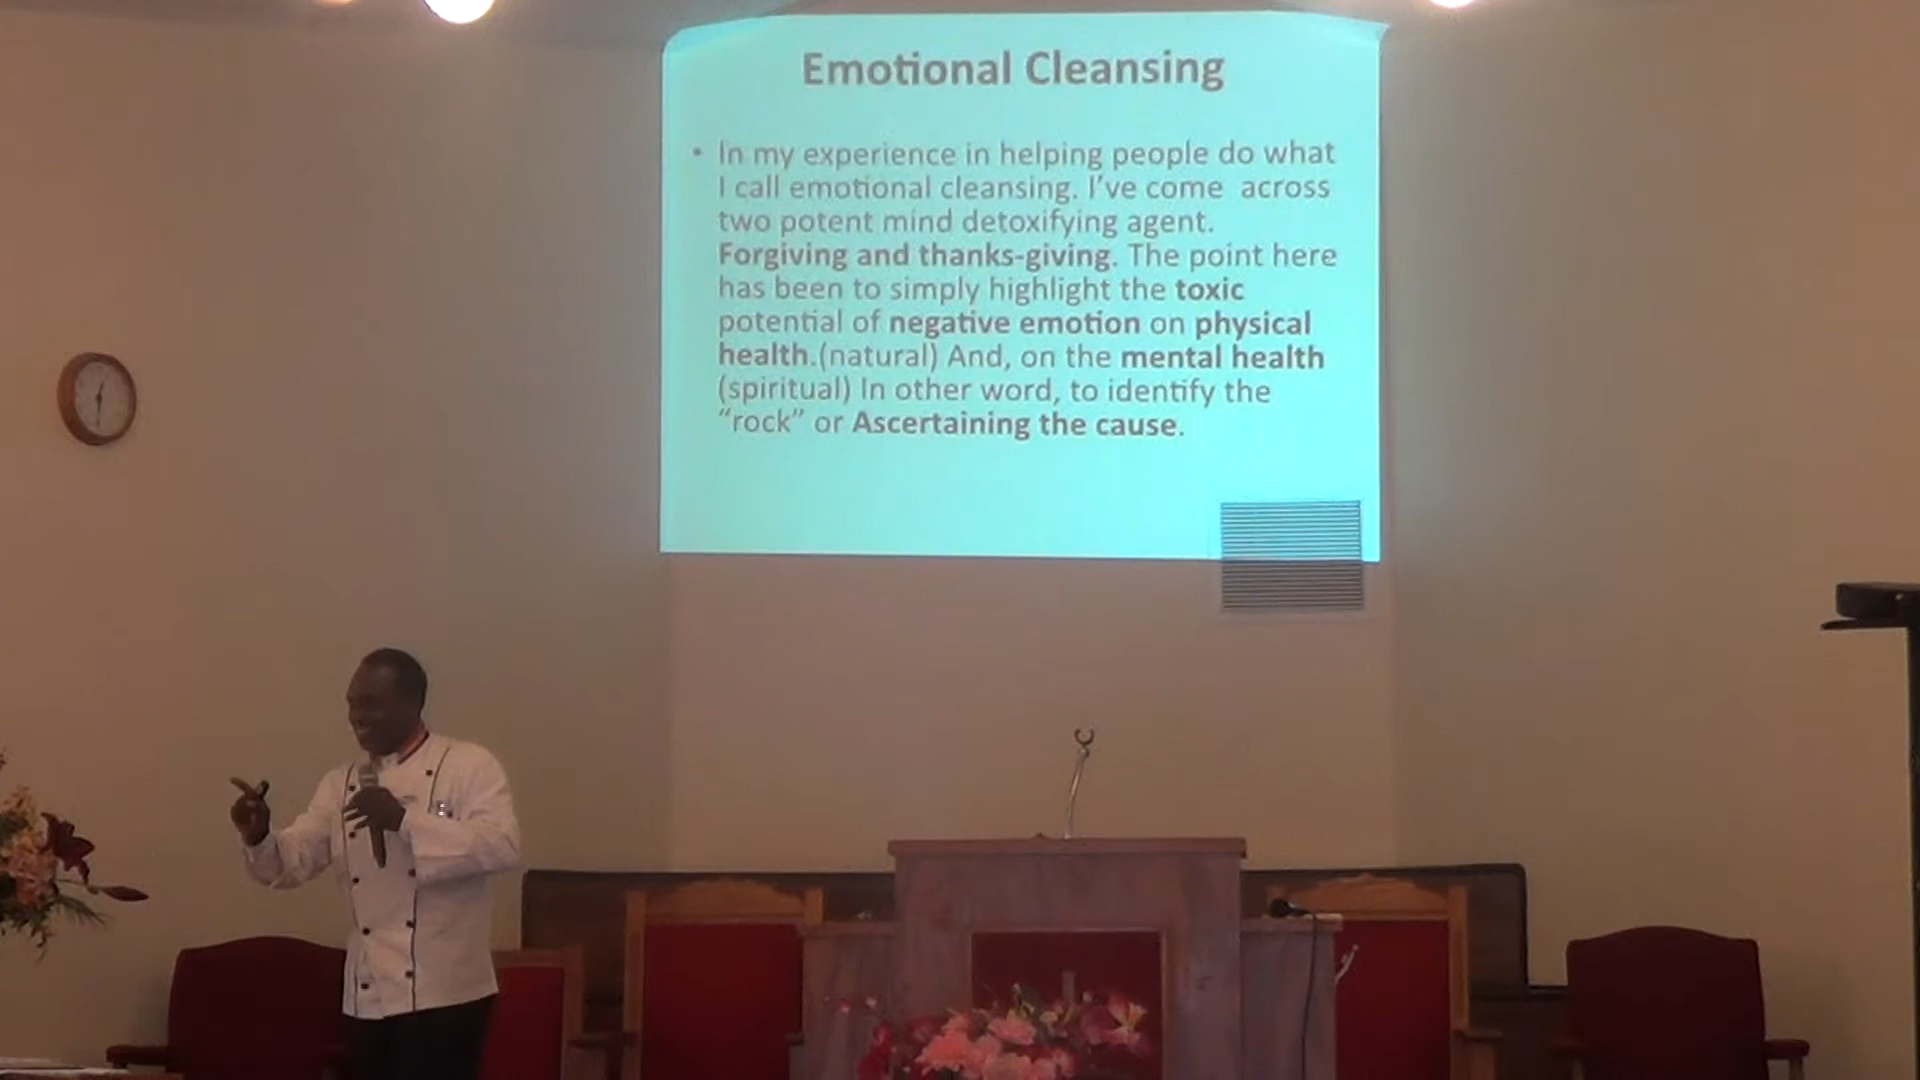 Emotional Cleansing
• In my experience in helping people do what
I call emotional cleansing. I've come  across
two potent mind detoxifying agent.
Forgiving and thanks-giving. The point here
has been to simply highlight the toxic
potential of negative emotion on physical
health.(natural) And, on the mental health
(spiritual) In other word, to identify the
“rock” or Ascertaining the cause.